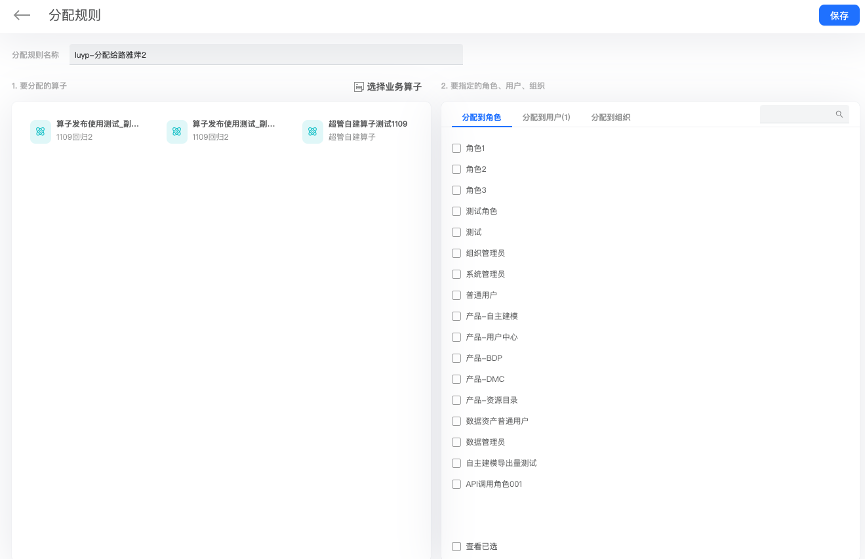 分配规则
保存
分配规则名称
luyp-分配给路雅萍2
1. 要分配的算子
选择业务算子
算子发布使用测试_副...
1109回归2
算子发布使用测试_副...
1109回归2
超管自建算子测试1109
超管自建算子
2. 要指定的角色、用户、组织
分配到角色 分配到用户(1) 分配到组织
角色1
角色2
角色3
测试角色
测试
组织管理员
系统管理员
普通用户
产品-自主建模
产品-用户中心
产品-BDP
产品-DMC
产品-资源目录
数据资产普通用户
数据管理员
自主建模导出量测试
API调用角色001
查看已选